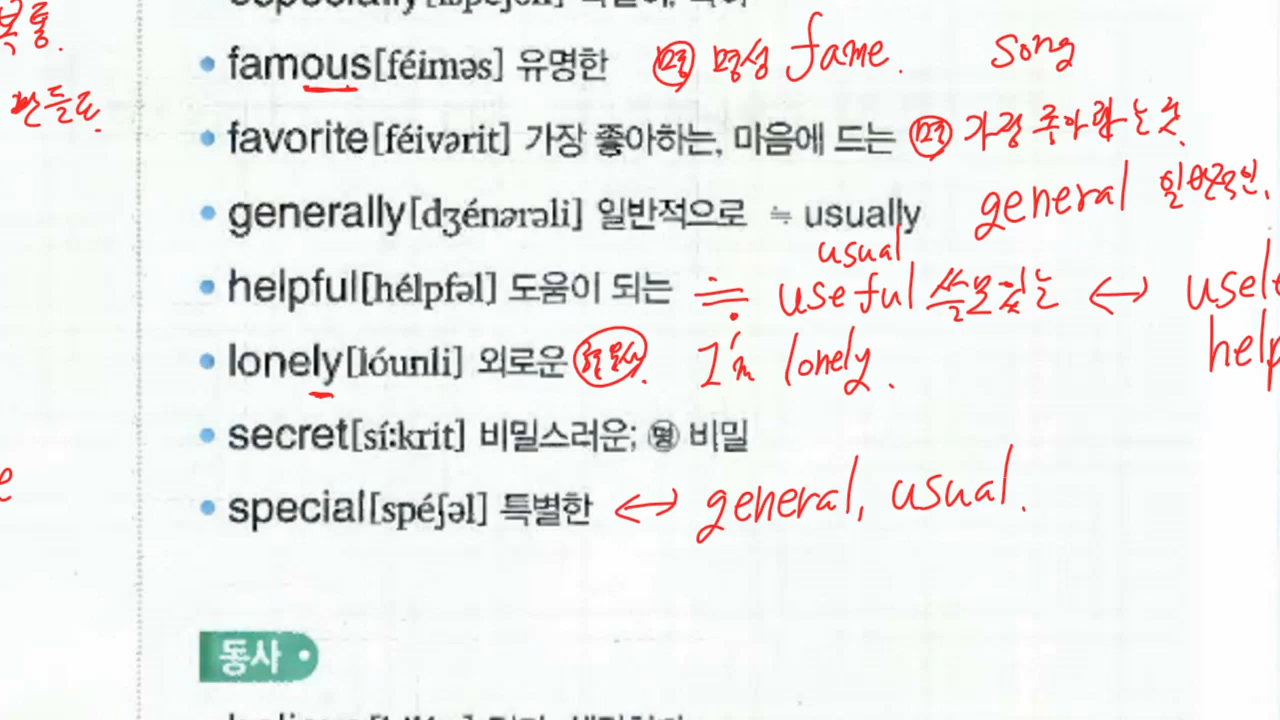 especially
famous[féiməs] 유명한 명 명성 fame. song
favorite[féivərit] 가장 좋아하는, 마음에 드는 명 가장 좋아하는 것.
generally[dʒénərəli] 일반적으로 ≒ usually general 일반적인.
usual
helpful[hélpfəl] 도움이 되는 ≒ useful 쓸모있는 ↔
lonely[lóunli] 외로운 I'm lonely.
secret[síːkrit] 비밀스러운; 명 비밀
special[spéʃəl] 특별한 ↔ general, usual.
동사